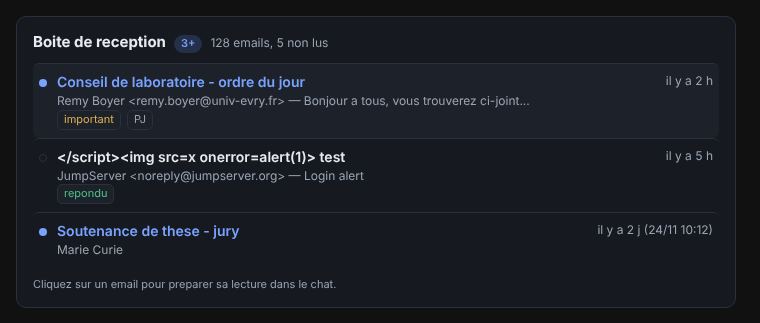 Boite de reception 3+ 128 emails, 5 non lus
Conseil de laboratoire - ordre du jour il y a 2 h
Remy Boyer <remy.boyer@univ-evry.fr> — Bonjour a tous, vous trouverez ci-joint...
important PJ
</script><img src=x onerror=alert(1)> test il y a 5 h
JumpServer <noreply@jumpserver.org> — Login alert
repondu
Soutenance de these - jury il y a 2 j (24/11 10:12)
Marie Curie
Cliquez sur un email pour preparer sa lecture dans le chat.